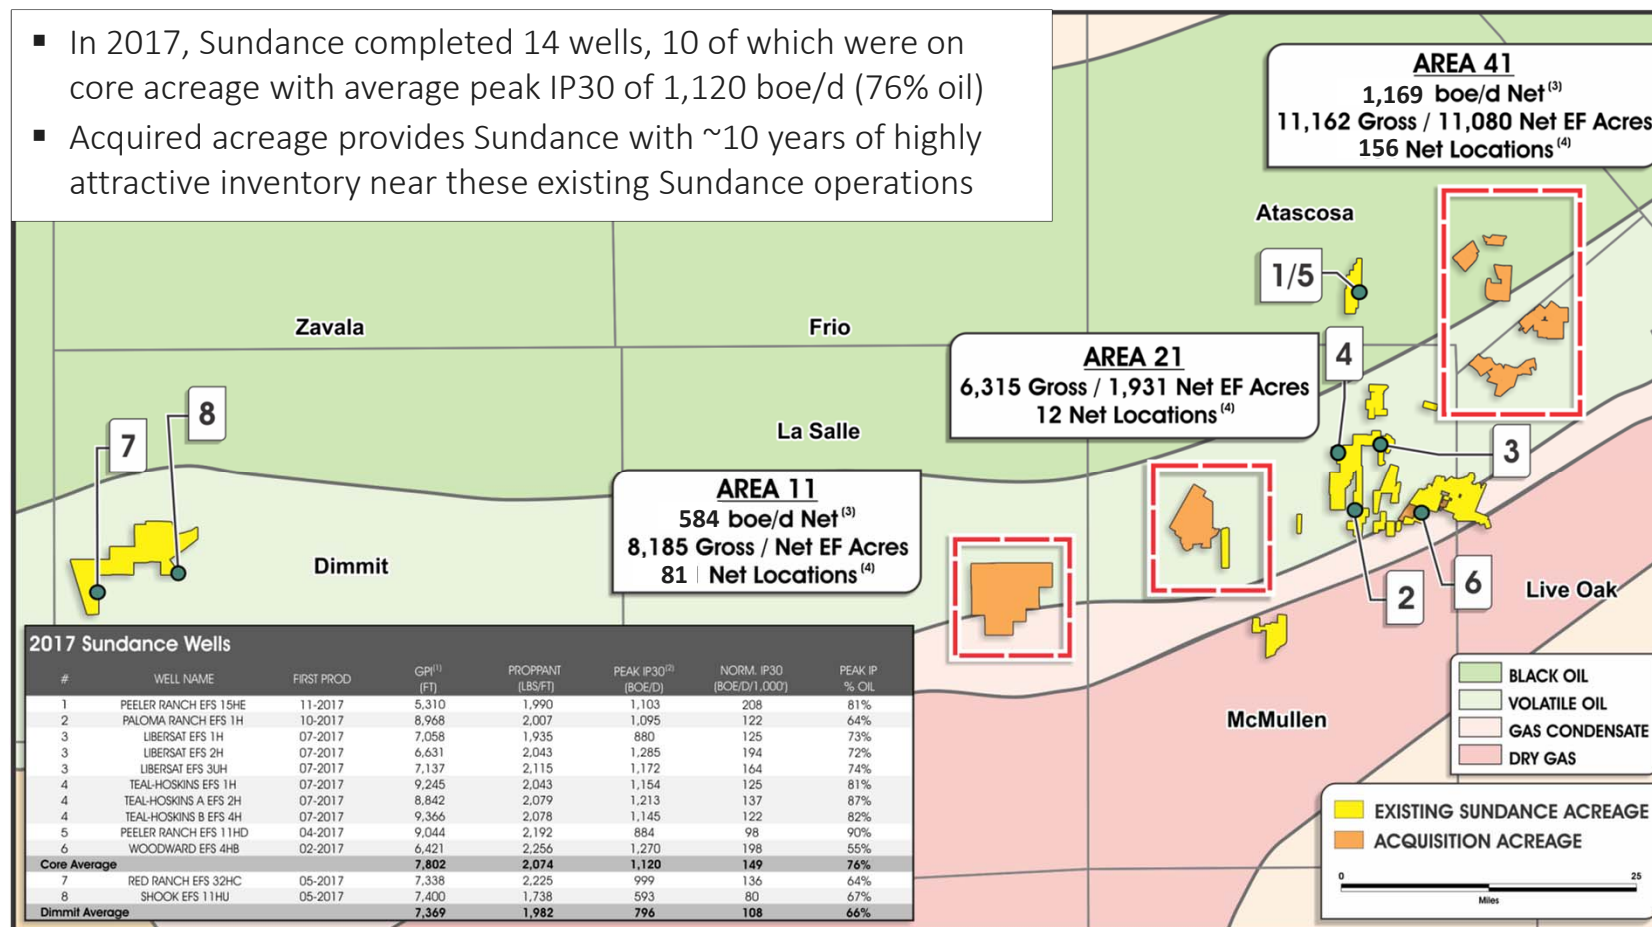 ▪ In 2017, Sundance completed 14 wells, 10 of which were on
core acreage with average peak IP30 of 1,120 boe/d (76% oil)
▪ Acquired acreage provides Sundance with ~10 years of highly
attractive inventory near these existing Sundance operations
AREA 41
1,169 boe/d Net (3)
11,162 Gross / 11,080 Net EF Acres
156 Net Locations (4)
Atascosa
1/5
Zavala
Frio
4
AREA 21
6,315 Gross / 1,931 Net EF Acres
12 Net Locations (4)
8
7
La Salle
3
AREA 11
584 boe/d Net (3)
8,185 Gross / Net EF Acres
81 Net Locations (4)
Dimmit
2
6
Live Oak
McMullen
2017 Sundance Wells
# WELL NAME FIRST PROD GPI(1) (FT) PROPPANT (LBS/FT) PEAK IP30(2) (BOE/D) NORM. IP30 (BOE/D/1,000') PEAK IP % OIL
1 PEELER RANCH EFS 15HE 11-2017 5,310 1,990 1,103 208 81%
2 PALOMA RANCH EFS 1H 10-2017 8,968 2,007 1,095 122 64%
3 LIBERSAT EFS 1H 07-2017 7,058 1,935 880 125 73%
3 LIBERSAT EFS 2H 07-2017 6,631 2,043 1,285 194 72%
3 LIBERSAT EFS 3UH 07-2017 7,137 2,115 1,172 164 74%
4 TEAL-HOSKINS EFS 1H 07-2017 9,245 2,043 1,154 125 81%
4 TEAL-HOSKINS A EFS 2H 07-2017 8,842 2,079 1,213 137 87%
4 TEAL-HOSKINS B EFS 4H 07-2017 9,366 2,078 1,145 122 82%
5 PEELER RANCH EFS 11HD 04-2017 9,044 2,192 884 98 90%
6 WOODWARD EFS 4HB 02-2017 6,421 2,256 1,270 198 55%
Core Average 7,802 2,074 1,120 149 76%
7 RED RANCH EFS 32HC 05-2017 7,338 2,225 999 136 64%
8 SHOOK EFS 11HU 05-2017 7,400 1,738 593 80 67%
Dimmit Average 7,369 1,982 796 108 66%
BLACK OIL
VOLATILE OIL
GAS CONDENSATE
DRY GAS
EXISTING SUNDANCE ACREAGE
ACQUISITION ACREAGE
0 25
Miles